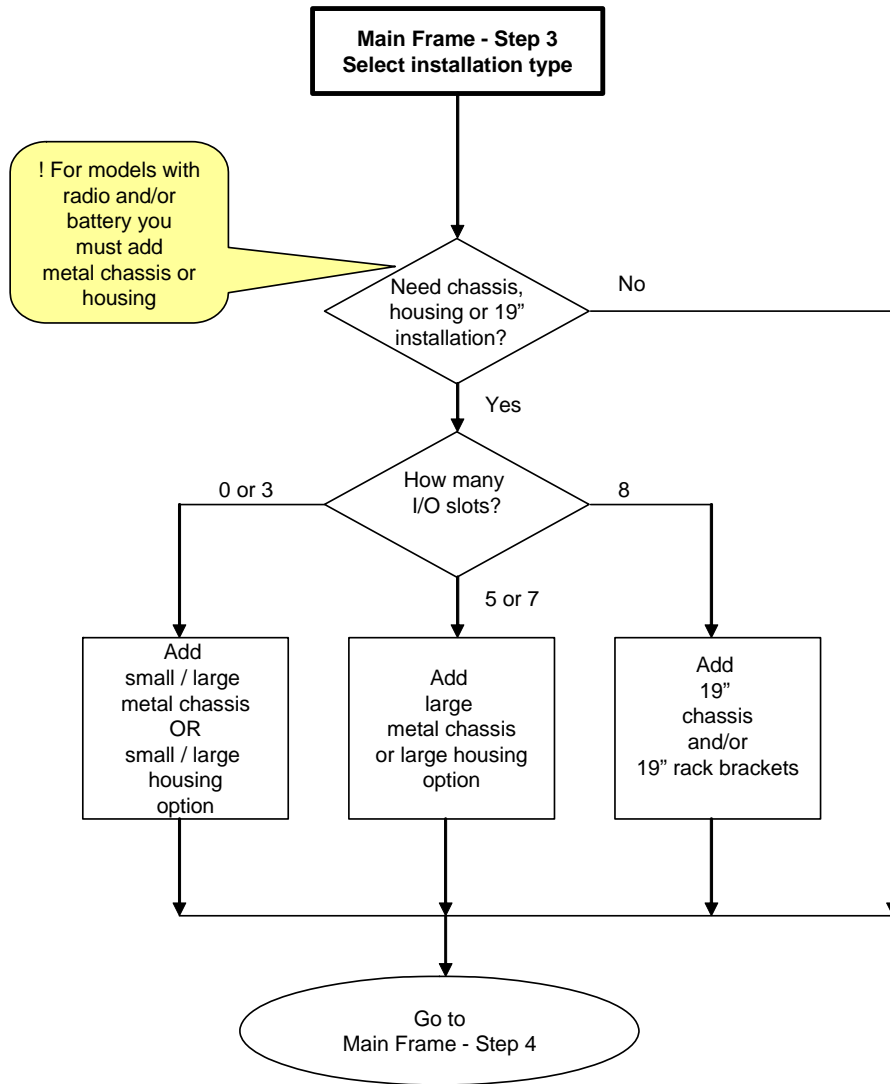 Main Frame - Step 3
Select installation type
! For models with
radio and/or
battery you
must add
metal chassis or
housing
Need chassis,
housing or 19”
installation?
No
Yes
How many
I/O slots?
0 or 3
8
5 or 7
Add
small / large
metal chassis
OR
small / large
housing
option
Add
large
metal chassis
or large housing
option
Add
19”
chassis
and/or
19” rack brackets
Go to
Main Frame - Step 4